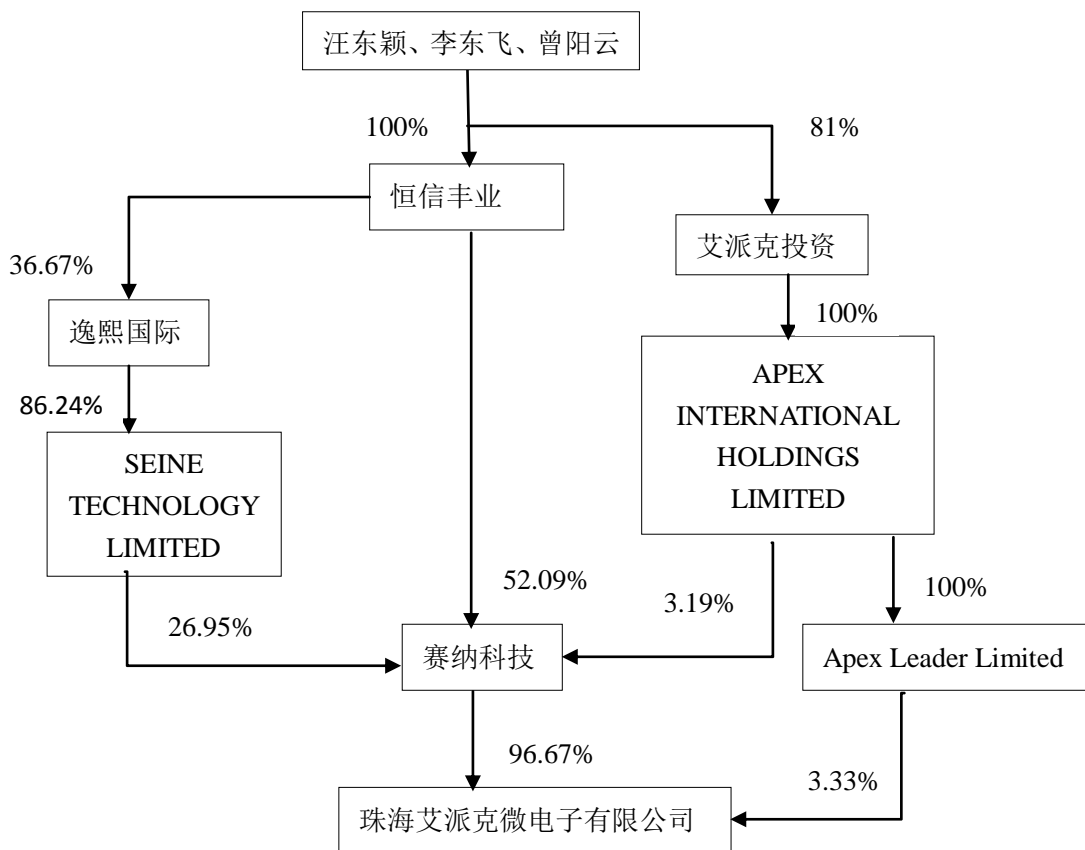 汪东颖、李东飞、曾阳云
100%
81%
恒信丰业
艾派克投资
36.67%
100%
逸熙国际
86.24%
SEINE
TECHNOLOGY
LIMITED
APEX
INTERNATIONAL
HOLDINGS
LIMITED
52.09%
3.19%
100%
26.95%
赛纳科技
Apex Leader Limited
96.67%
3.33%
珠海艾派克微电子有限公司